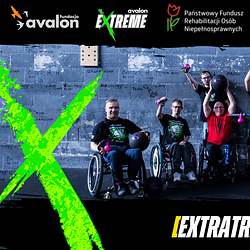 fundacja
avalon
avalon
EXTREME
Państwowy Fundusz
Rehabilitacji Osób
Niepełnosprawnych
[EXTRATR